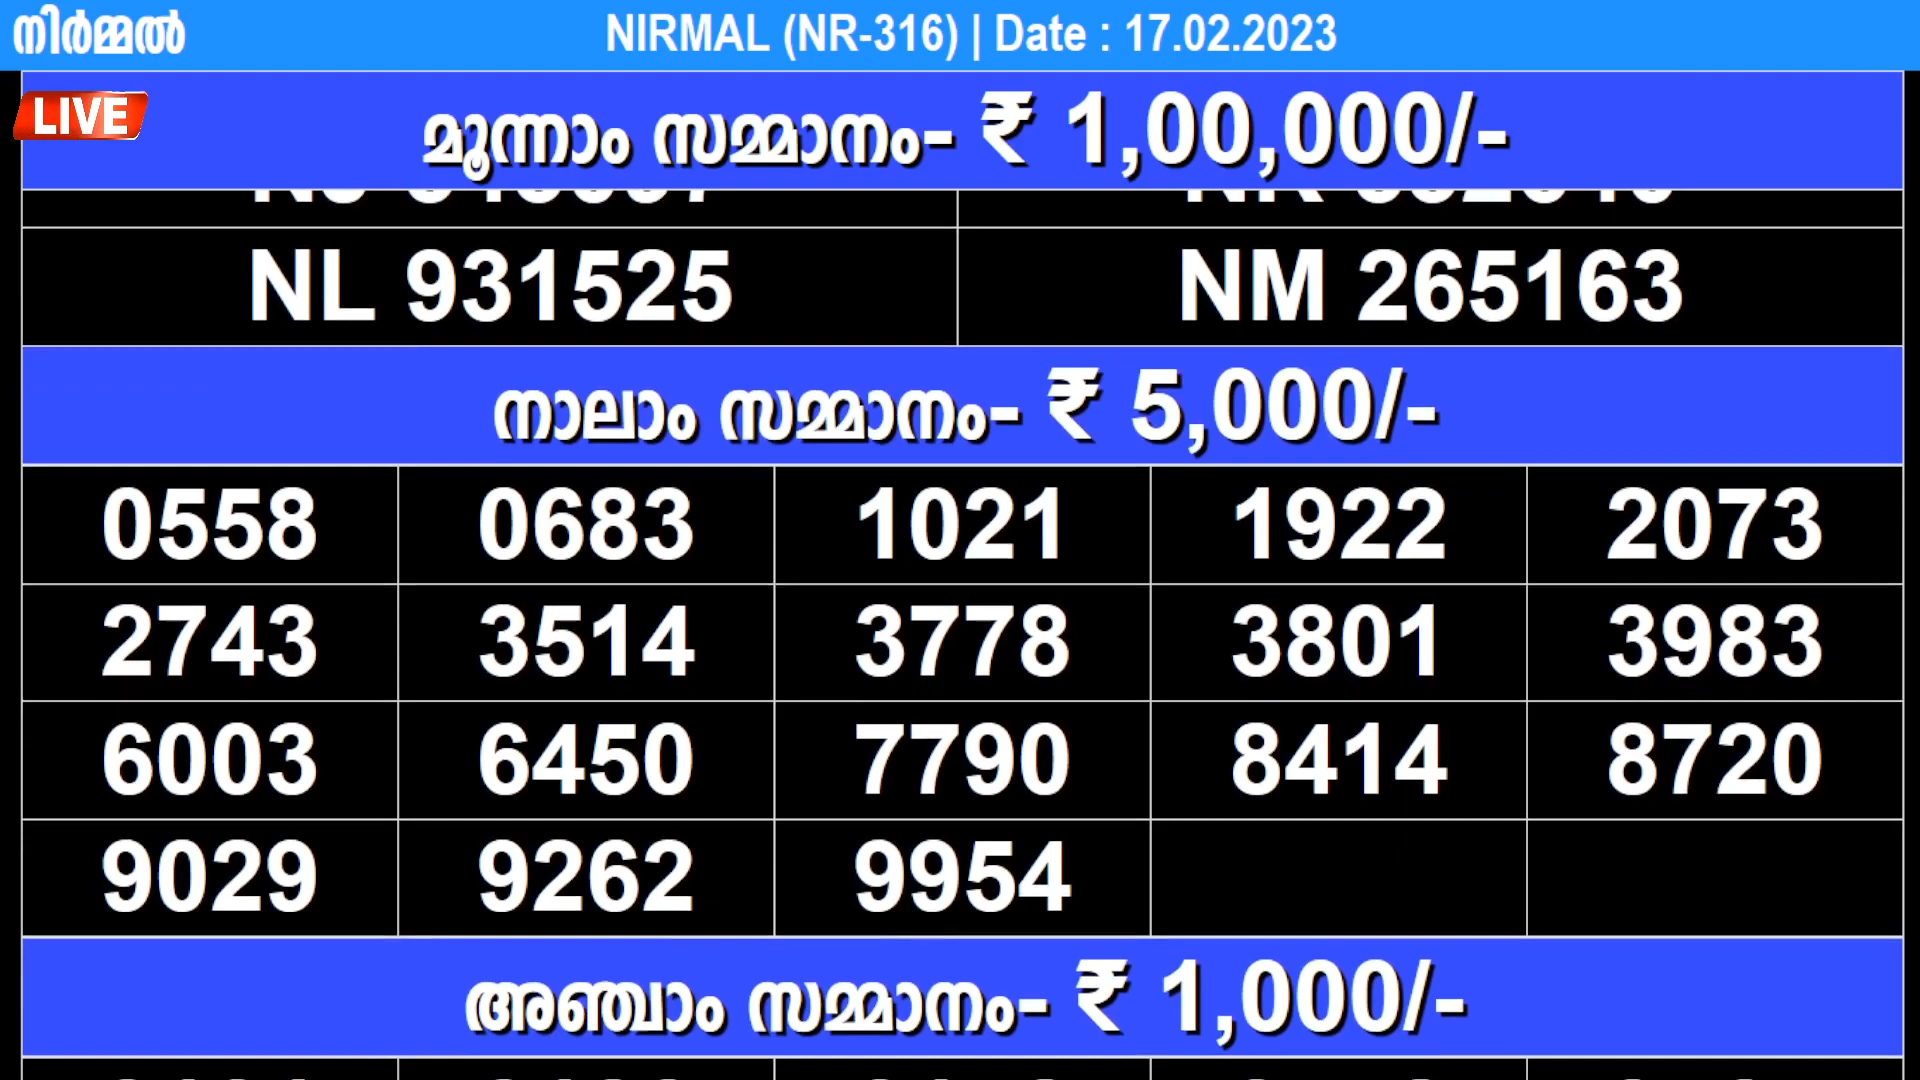 നിർമ്മൽ NIRMAL (NR-316) | Date : 17.02.2023
LIVE
മൂന്നാം സമ്മാനം- ₹ 1,00,000/-
NL 931525 NM 265163
നാലാം സമ്മാനം- ₹ 5,000/-
0558 0683 1021 1922 2073
2743 3514 3778 3801 3983
6003 6450 7790 8414 8720
9029 9262 9954
അഞ്ചാം സമ്മാനം- ₹ 1,000/-